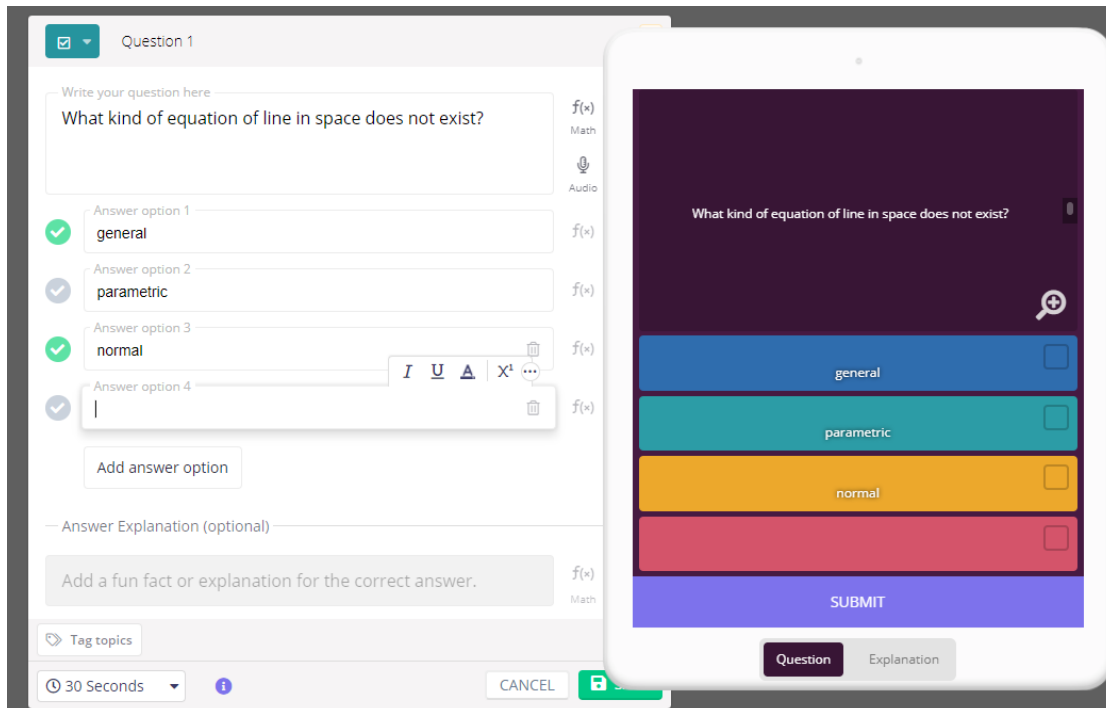 Question 1
Write your question here
What kind of equation of line in space does not exist?
f(×)
Math
Audio
Answer option 1
general
f(×)
Answer option 2
parametric
f(×)
Answer option 3
normal
f(×)
I U A X¹
Answer option 4
f(×)
Add answer option
Answer Explanation (optional)
Add a fun fact or explanation for the correct answer.
f(×)
Math
Tag topics
30 Seconds
CANCEL
What kind of equation of line in space does not exist?
general
parametric
normal
SUBMIT
Question
Explanation